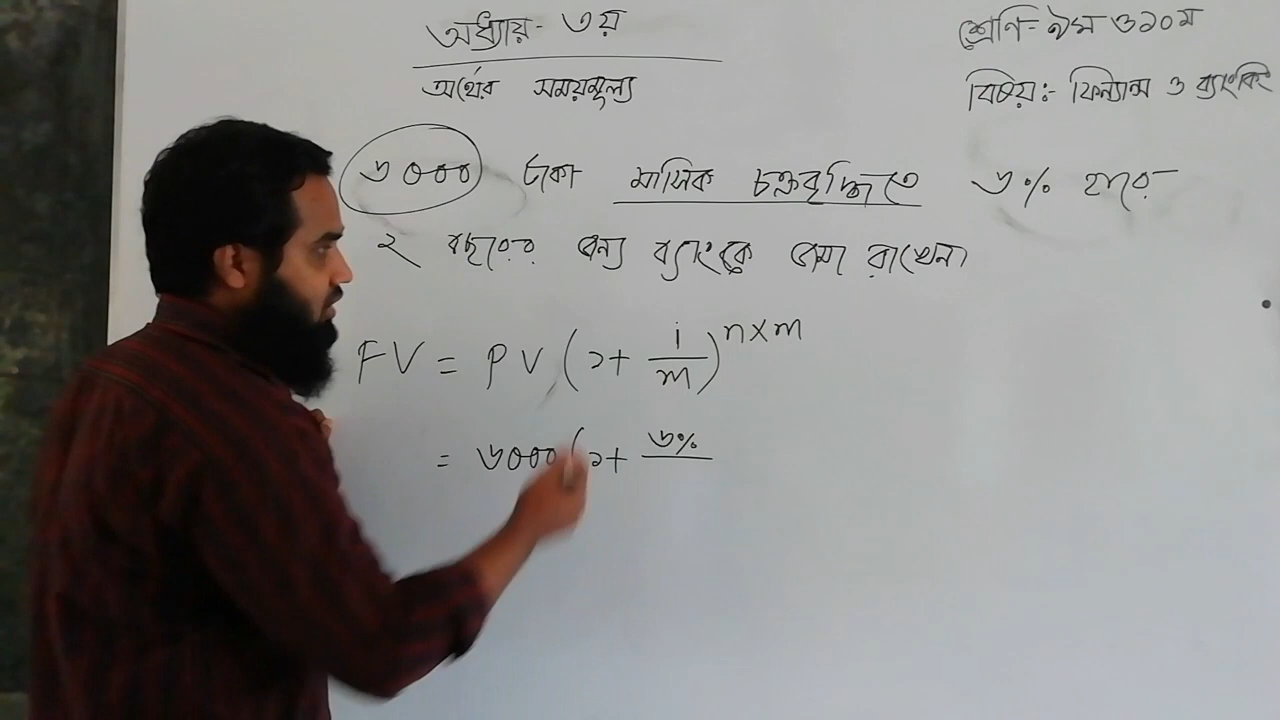 অধ্যায়- ৩য়
অর্থের সময়মূল্য
শ্রেণি- ৯ম ও ১০ম
বিষয়:- ফিন্যান্স ও ব্যাংকিং
৬০০০ টাকা মাসিক চক্রবৃদ্ধিতে ৬% হারে
২ বছরের জন্য ব্যাংকে জমা রাখেন।
FV = PV (১+ i/m)^n×m
= ৬০০০ (১+ ৬%